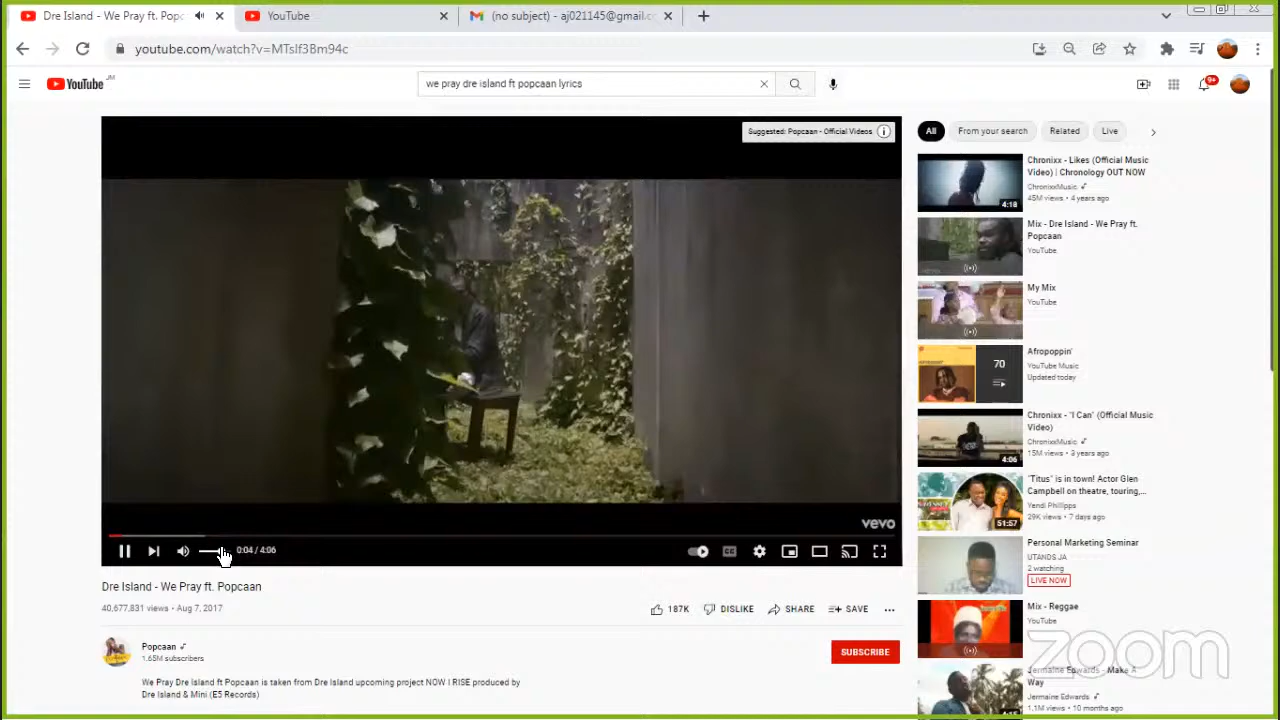 Dre Island - We Pray ft. Popc
YouTube
(no subject) - aj021145@gmail.c
youtube.com/watch?v=MTslf3Bm94c
YouTube JM
we pray dre island ft popcaan lyrics
9+
Suggested: Popcaan - Official Videos
vevo
0:04 / 4:06
CC
Dre Island - We Pray ft. Popcaan
40,677,831 views • Aug 7, 2017
187K
DISLIKE
SHARE
SAVE
Popcaan
1.65M subscribers
SUBSCRIBE
We Pray Dre Island ft Popcaan is taken from Dre Island upcoming project NOW I RISE produced by
Dre Island & Mini (E5 Records)
All
From your search
Related
Live
Chronixx - Likes (Official Music
Video) | Chronology OUT NOW
ChronixxMusic
45M views • 4 years ago
4:18
Mix - Dre Island - We Pray ft.
Popcaan
YouTube
My Mix
YouTube
Afropoppin'
YouTube Music
Updated today
70
Chronixx - "I Can" (Official Music
Video)
ChronixxMusic
15M views • 3 years ago
4:06
"Titus" is in town! Actor Glen
Campbell on theatre, touring,...
Yendi Phillipps
29K views • 7 days ago
51:57
Personal Marketing Seminar
UTANDS JA
2 watching
LIVE NOW
Mix - Reggae
YouTube
Jermaine Edwards - Make A
Way
Jermaine Edwards
1.1M views • 10 months ago
zoom